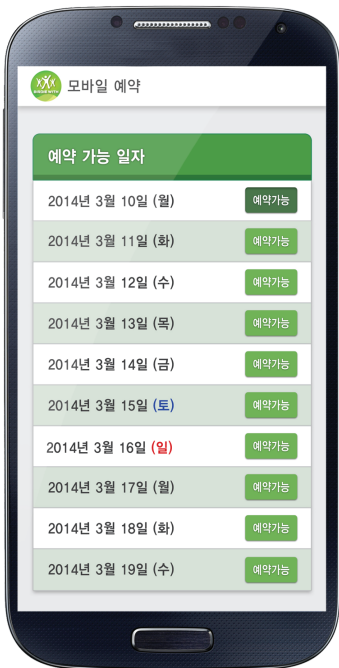 모바일 예약
예약 가능 일자
2014년 3월 10일 (월) 예약가능
2014년 3월 11일 (화) 예약가능
2014년 3월 12일 (수) 예약가능
2014년 3월 13일 (목) 예약가능
2014년 3월 14일 (금) 예약가능
2014년 3월 15일 (토) 예약가능
2014년 3월 16일 (일) 예약가능
2014년 3월 17일 (월) 예약가능
2014년 3월 18일 (화) 예약가능
2014년 3월 19일 (수) 예약가능